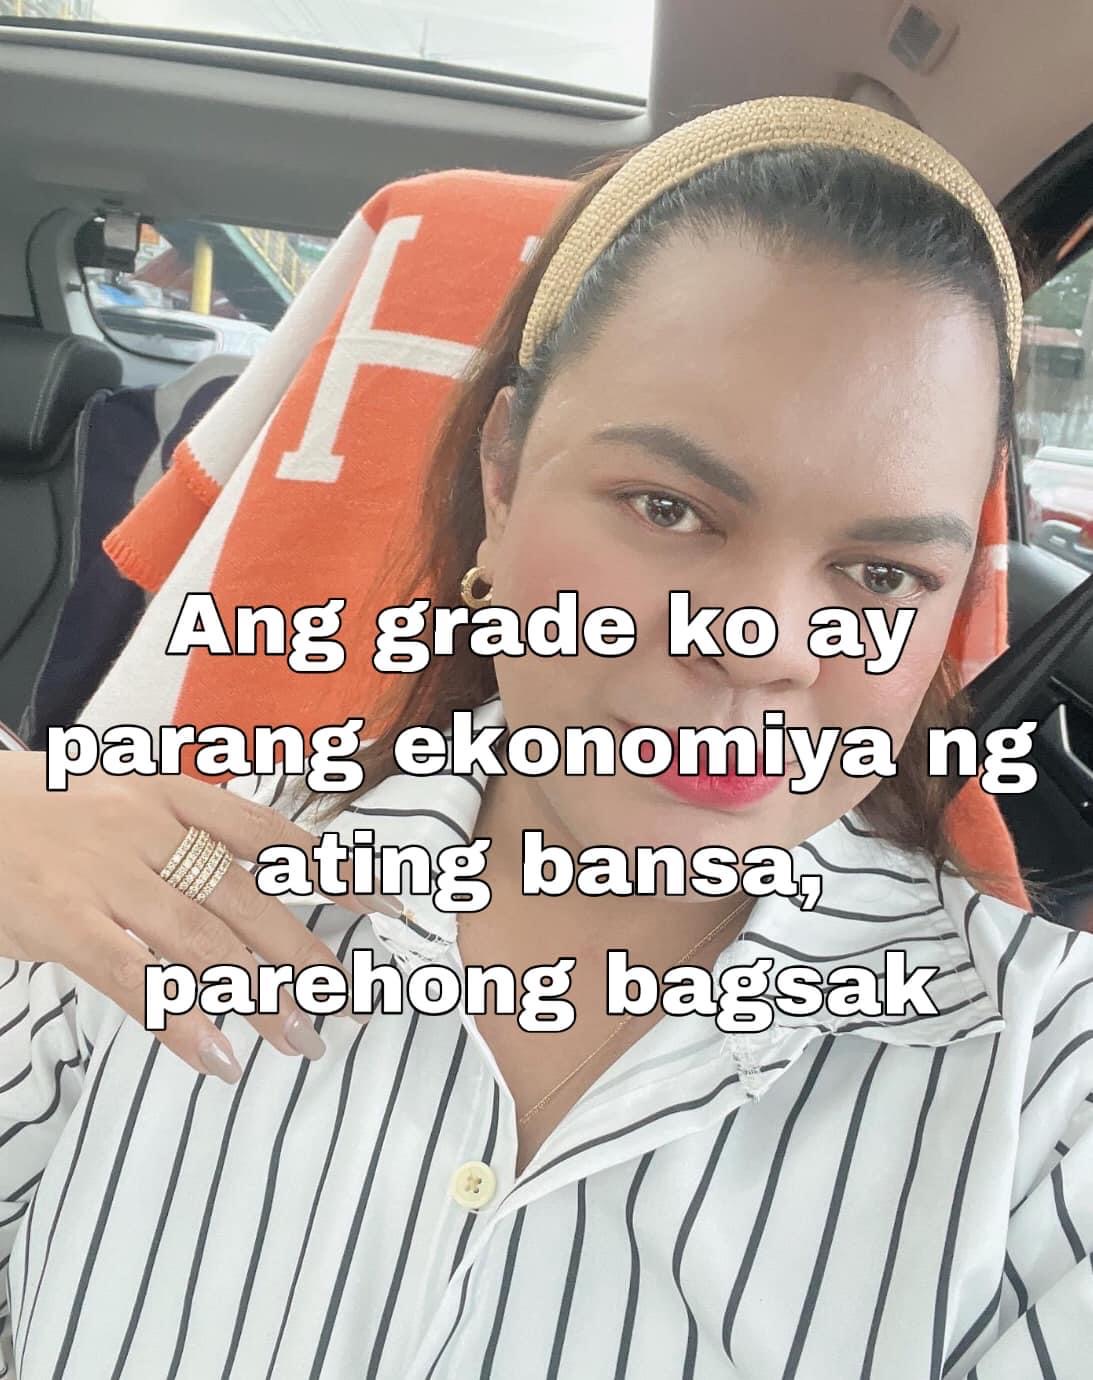 H
Ang grade ko ay
parang ekonomiya ng
ating bansa,
parehong bagsak